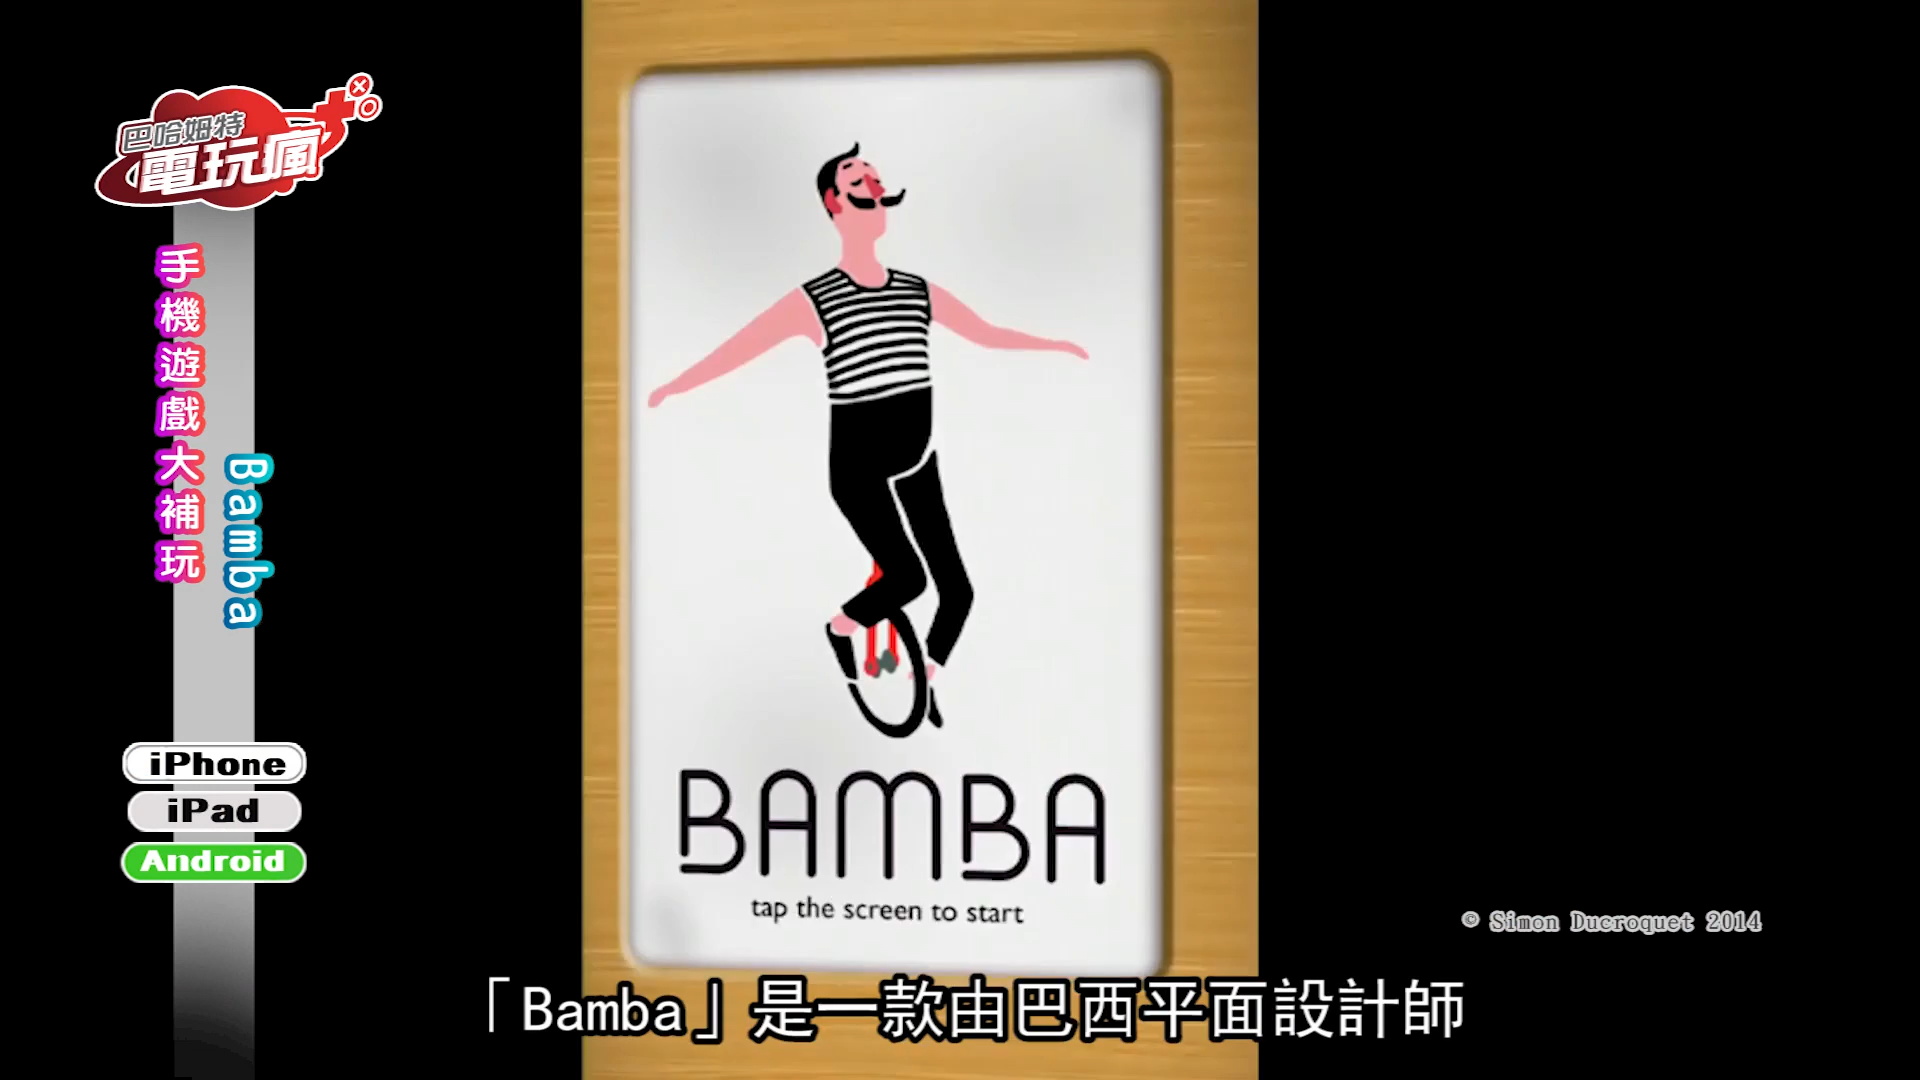 巴哈姆特
電玩瘋
手機遊戲大補玩
Bamba
iPhone
iPad
Android
BAMBA
tap the screen to start
© Simon Ducroquet 2014
「Bamba」是一款由巴西平面設計師